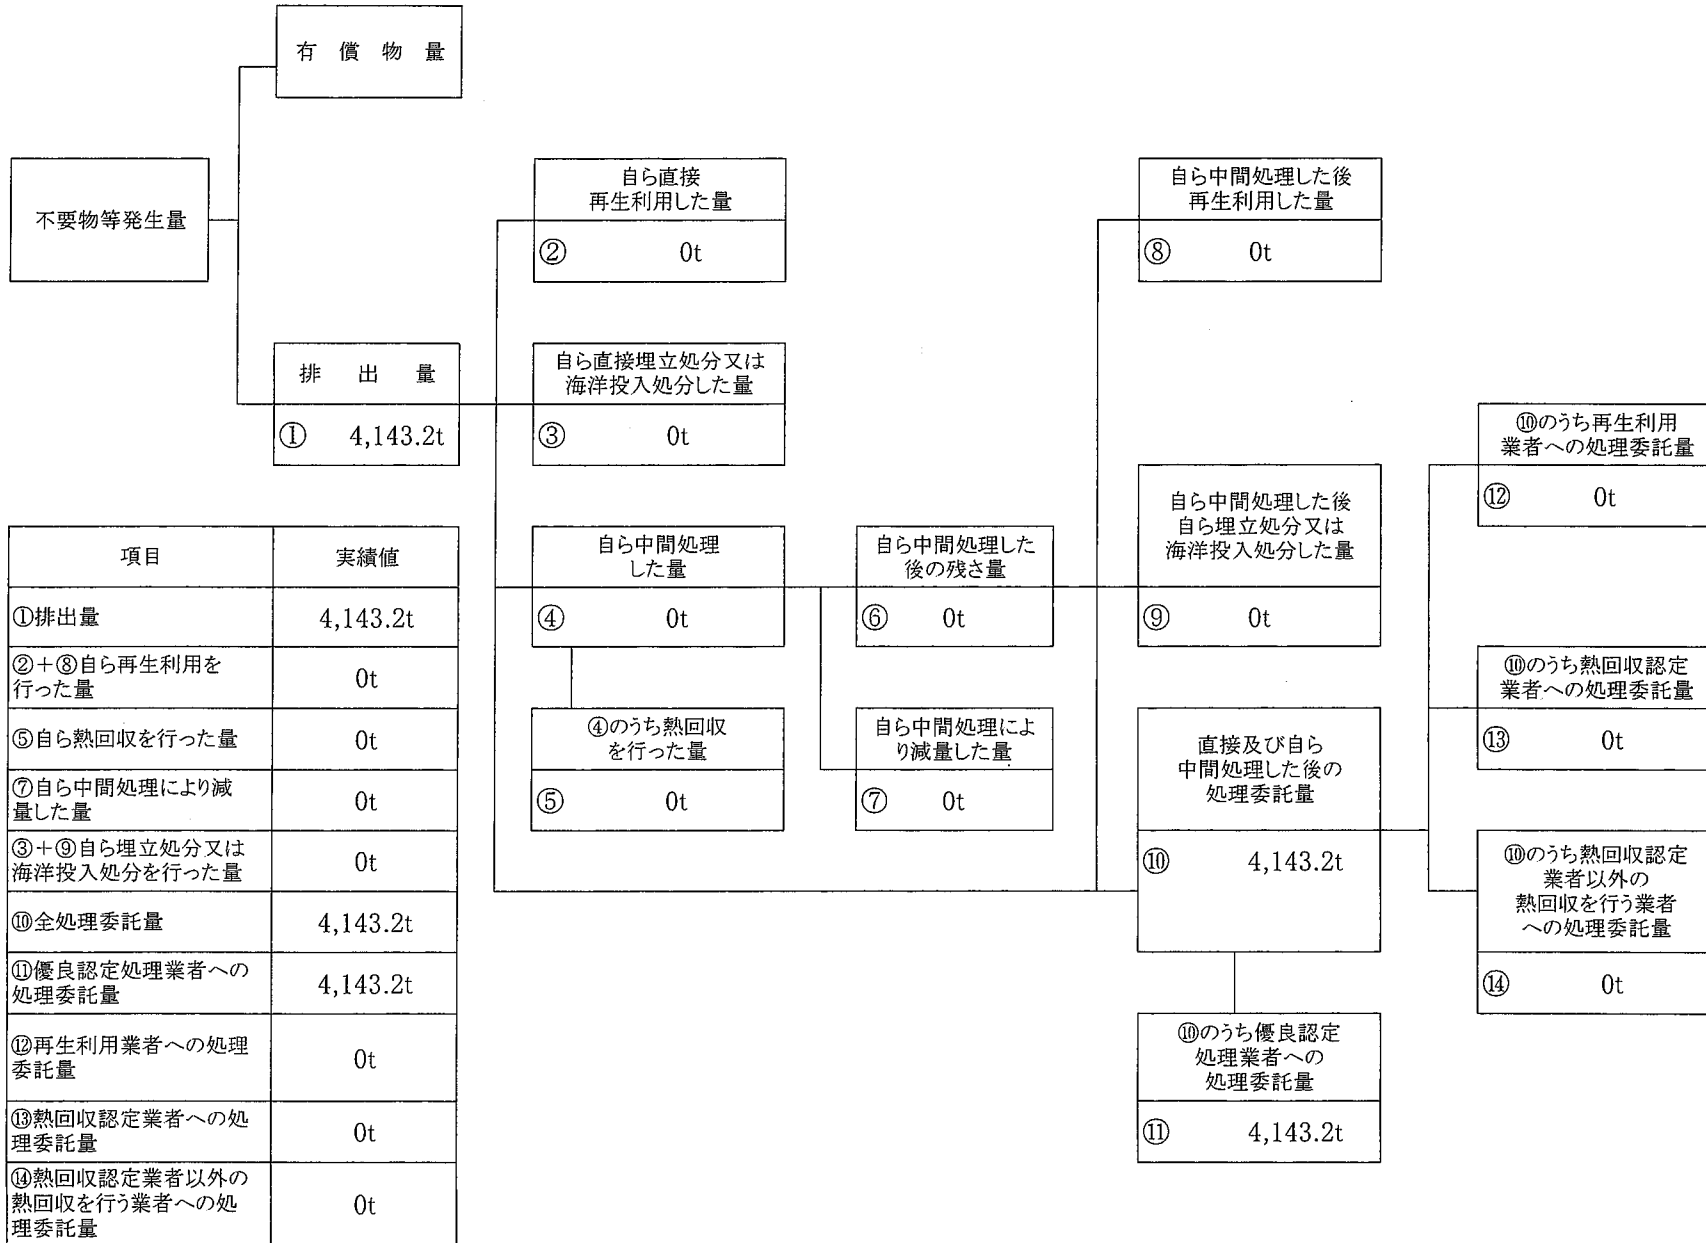 有償物量
不要物等発生量
排出量
① 4,143.2t
自ら直接
再生利用した量
② 0t
自ら直接埋立処分又は
海洋投入処分した量
③ 0t
自ら中間処理
した量
④ 0t
④のうち熱回収
を行った量
⑤ 0t
自ら中間処理した
後の残さ量
⑥ 0t
自ら中間処理によ
り減量した量
⑦ 0t
自ら中間処理した後
再生利用した量
⑧ 0t
自ら中間処理した後
自ら埋立処分又は
海洋投入処分した量
⑨ 0t
直接及び自ら
中間処理した後の
処理委託量
⑩ 4,143.2t
⑩のうち優良認定
処理業者への
処理委託量
⑪ 4,143.2t
⑩のうち再生利用
業者への処理委託量
⑫ 0t
⑩のうち熱回収認定
業者への処理委託量
⑬ 0t
⑩のうち熱回収認定
業者以外の
熱回収を行う業者
への処理委託量
⑭ 0t
項目 実績値
①排出量 4,143.2t
②+⑧自ら再生利用を
行った量 0t
⑤自ら熱回収を行った量 0t
⑦自ら中間処理により減
量した量 0t
③+⑨自ら埋立処分又は
海洋投入処分を行った量 0t
⑩全処理委託量 4,143.2t
⑪優良認定処理業者への
処理委託量 4,143.2t
⑫再生利用業者への処理
委託量 0t
⑬熱回収認定業者への処
理委託量 0t
⑭熱回収認定業者以外の
熱回収を行う業者への処
理委託量 0t